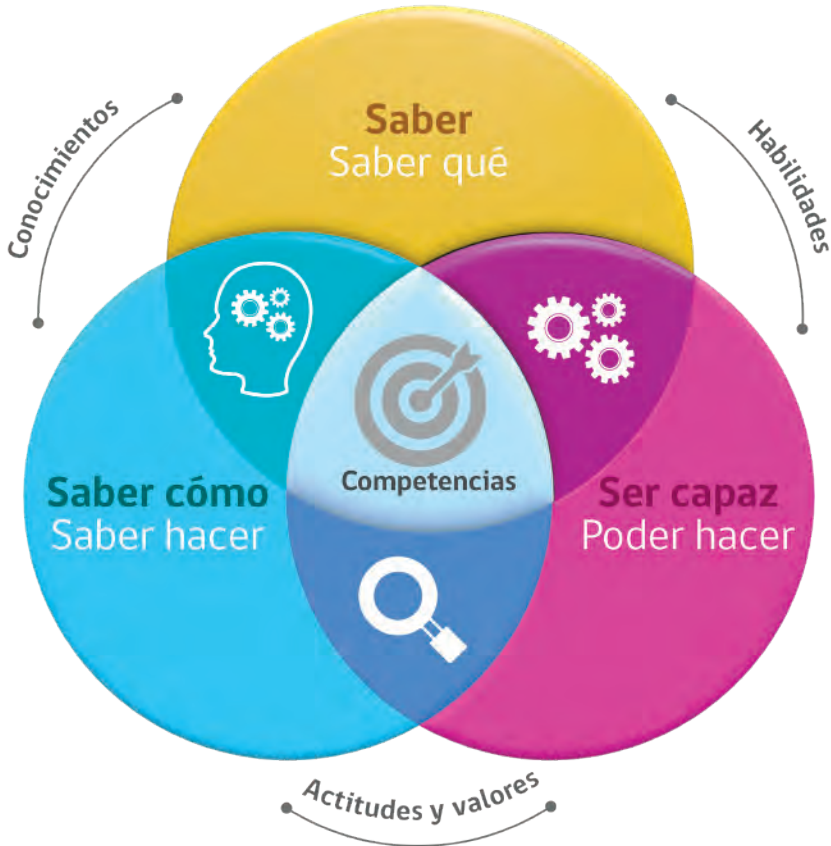 Conocimientos
Habilidades
Saber
Saber qué
Competencias
Saber cómo
Saber hacer
Ser capaz
Poder hacer
Actitudes y valores